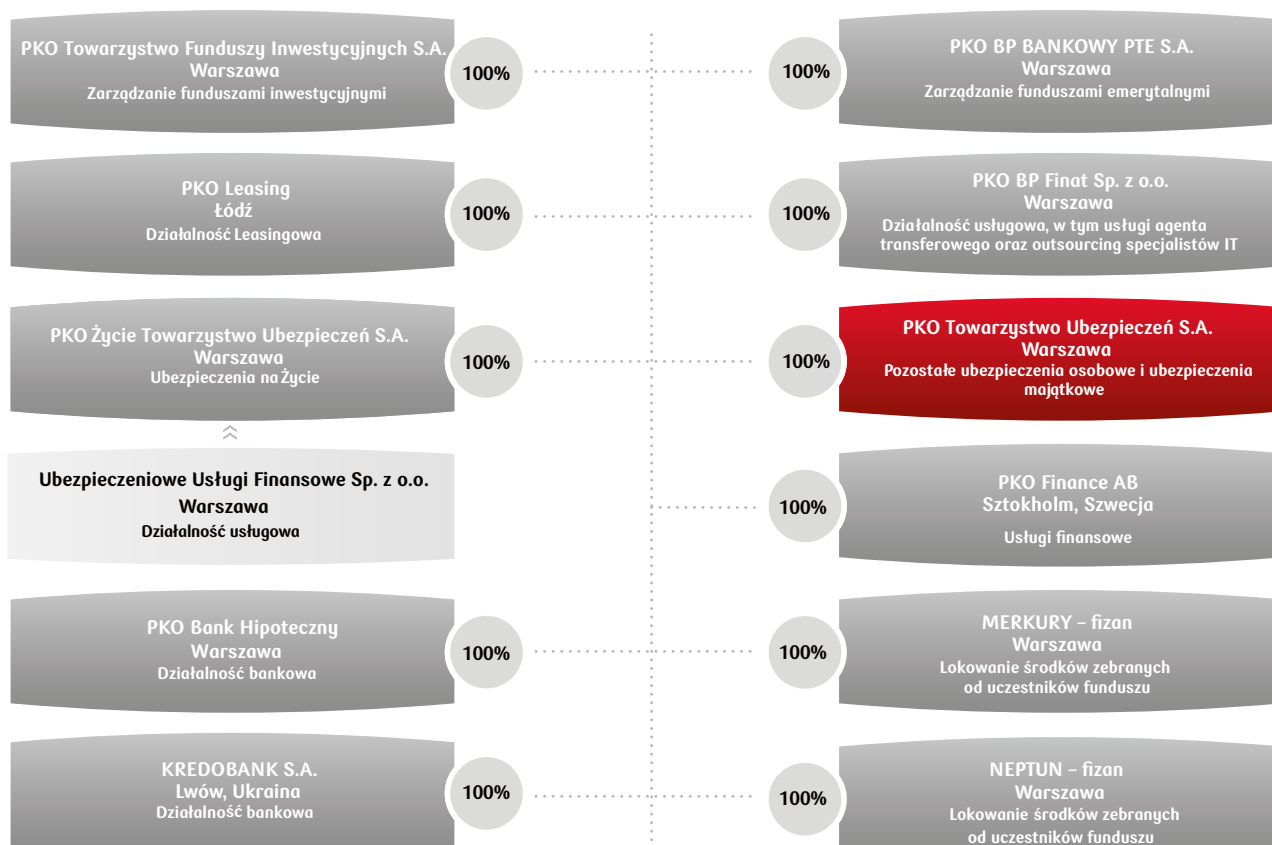 PKO Towarzystwo Funduszy Inwestycyjnych S.A.
Warszawa
Zarządzanie funduszami inwestycyjnymi
100%
PKO Leasing
Łódź
Działalność Leasingowa
100%
PKO Życie Towarzystwo Ubezpieczeń S.A.
Warszawa
Ubezpieczenia na Życie
100%
Ubezpieczeniowe Usługi Finansowe Sp. z o.o.
Warszawa
Działalność usługowa
PKO Bank Hipoteczny
Warszawa
Działalność bankowa
100%
KREDOBANK S.A.
Lwów, Ukraina
Działalność bankowa
100%
100%
PKO BP BANKOWY PTE S.A.
Warszawa
Zarządzanie funduszami emerytalnymi
100%
PKO BP Finat Sp. z o.o.
Warszawa
Działalność usługowa, w tym usługi agenta
transferowego oraz outsourcing specjalistów IT
100%
PKO Towarzystwo Ubezpieczeń S.A.
Warszawa
Pozostałe ubezpieczenia osobowe i ubezpieczenia
majątkowe
100%
PKO Finance AB
Sztokholm, Szwecja
Usługi finansowe
100%
MERKURY – fizan
Warszawa
Lokowanie środków zebranych
od uczestników funduszu
100%
NEPTUN – fizan
Warszawa
Lokowanie środków zebranych
od uczestników funduszu